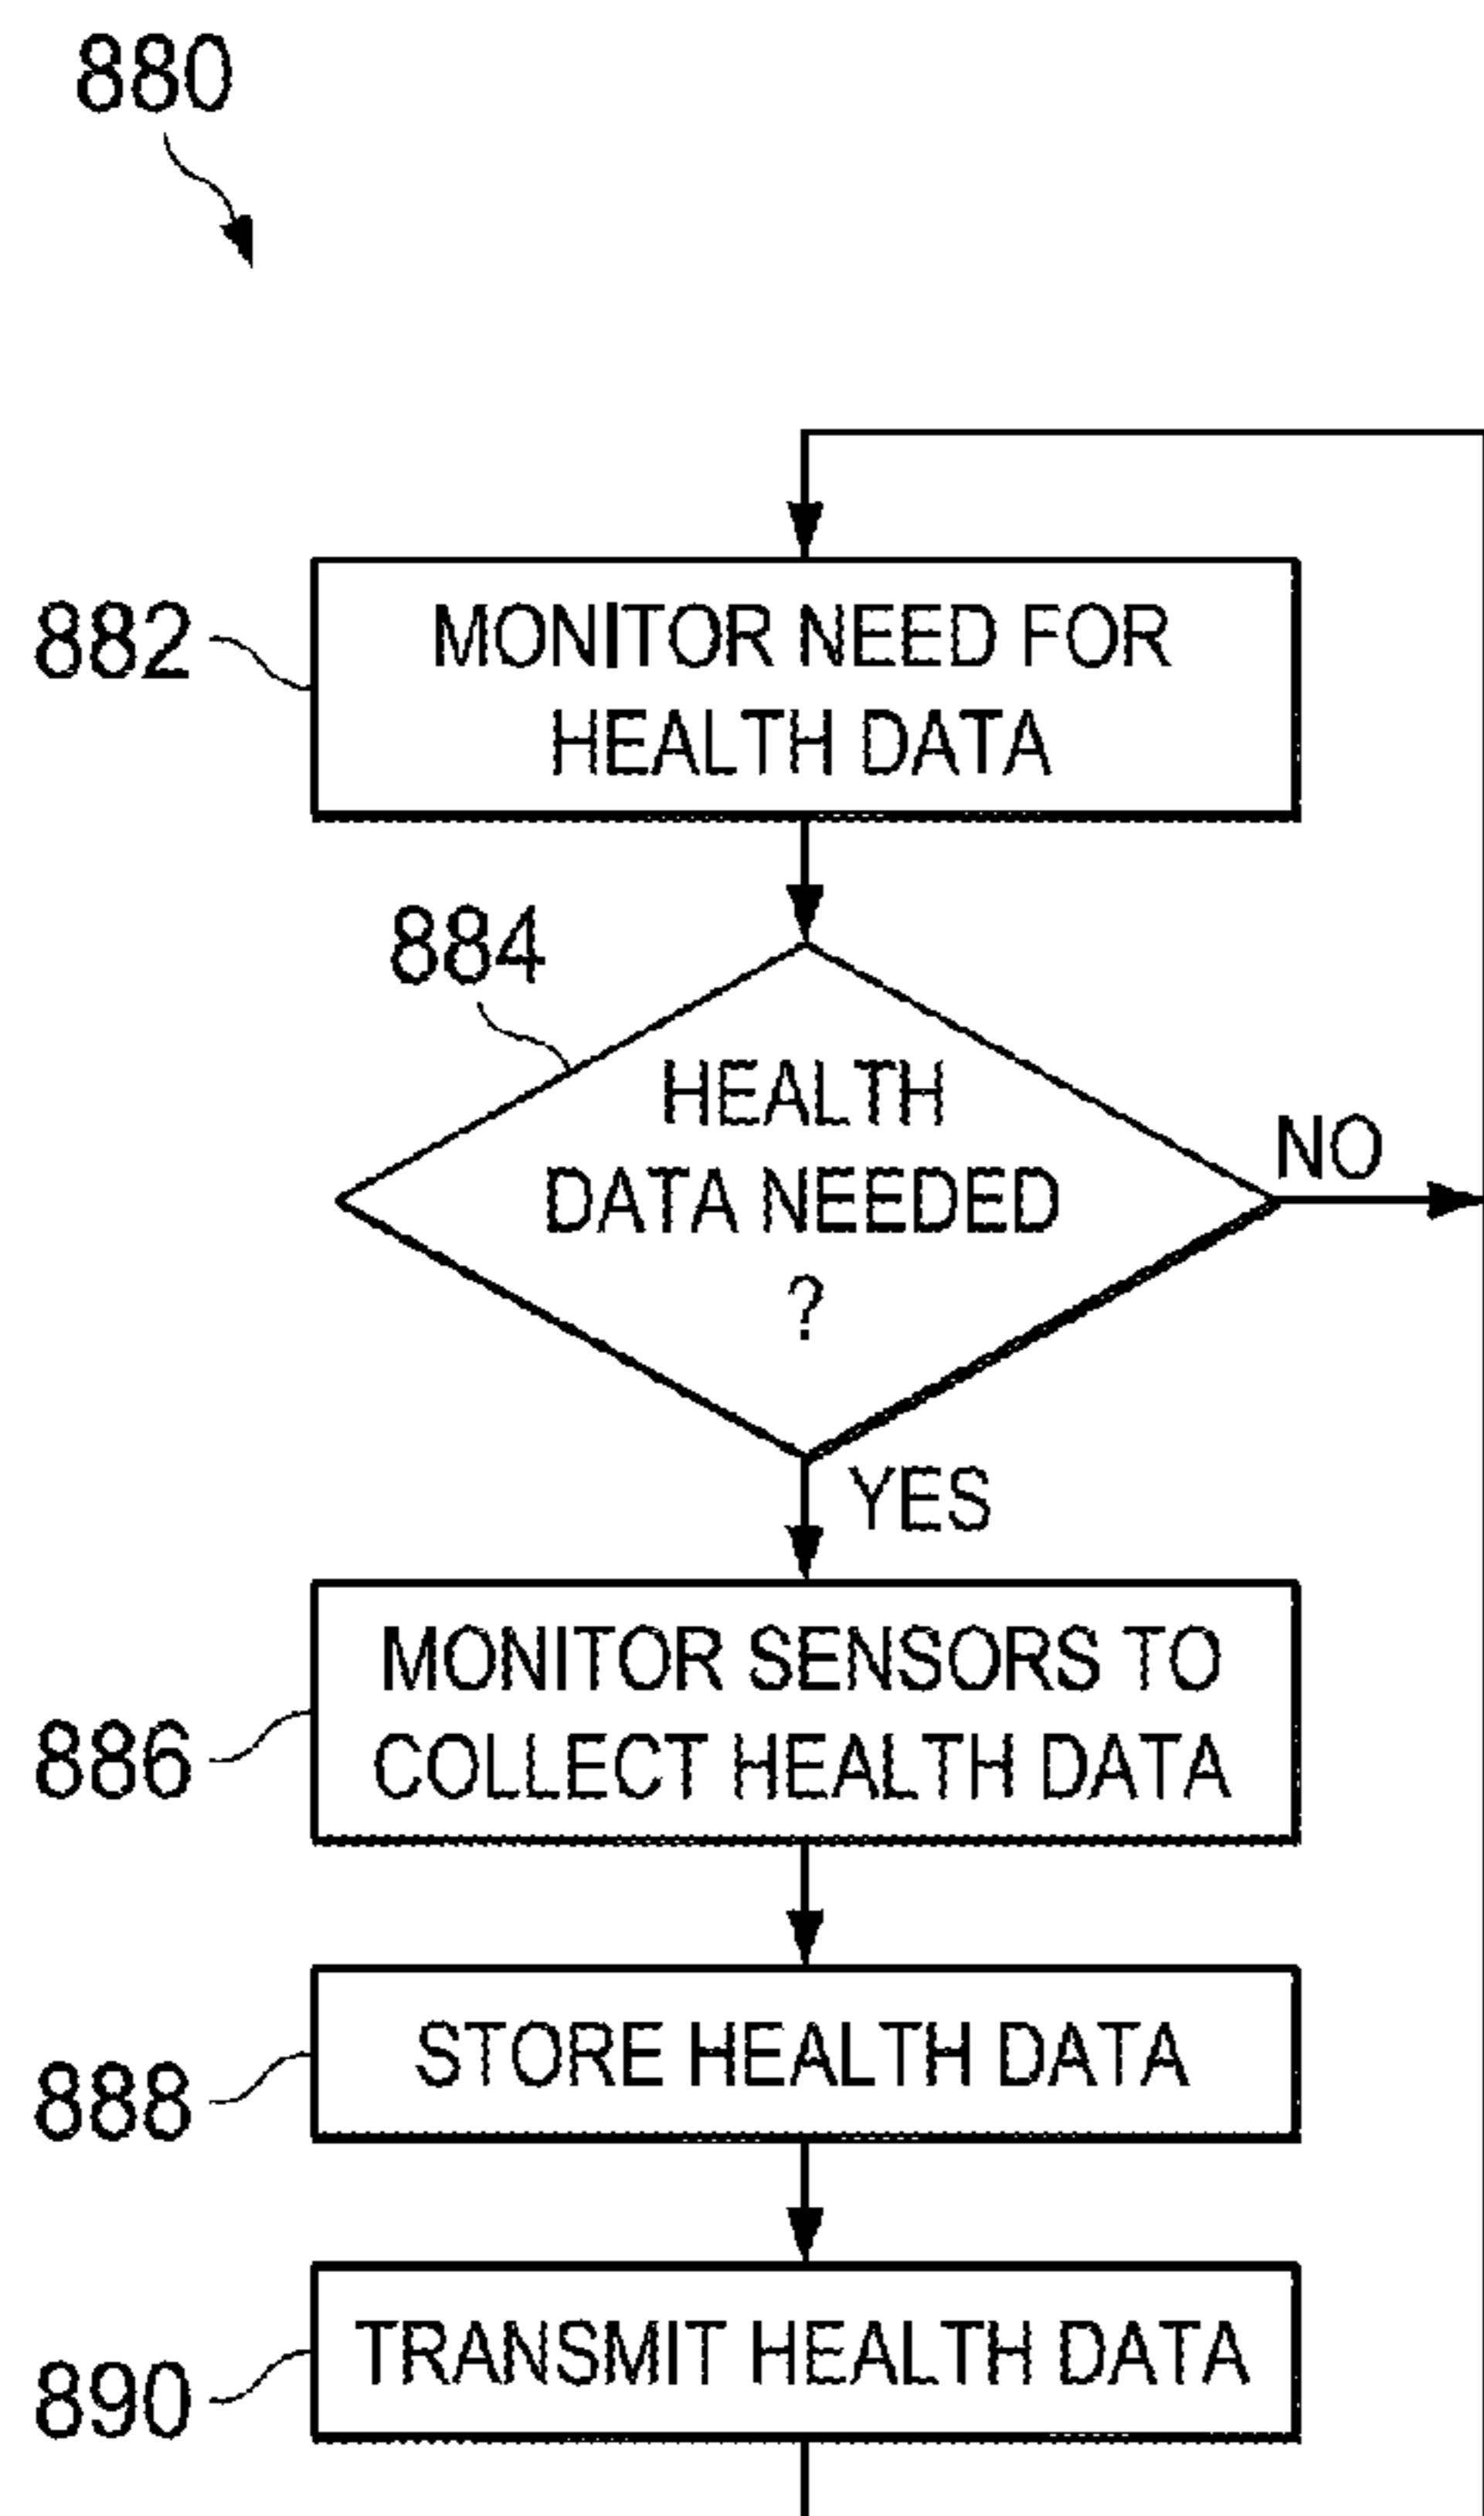 880
882
MONITOR NEED FOR
HEALTH DATA
884
HEALTH
DATA NEEDED
?
NO
YES
886
MONITOR SENSORS TO
COLLECT HEALTH DATA
888
STORE HEALTH DATA
890
TRANSMIT HEALTH DATA